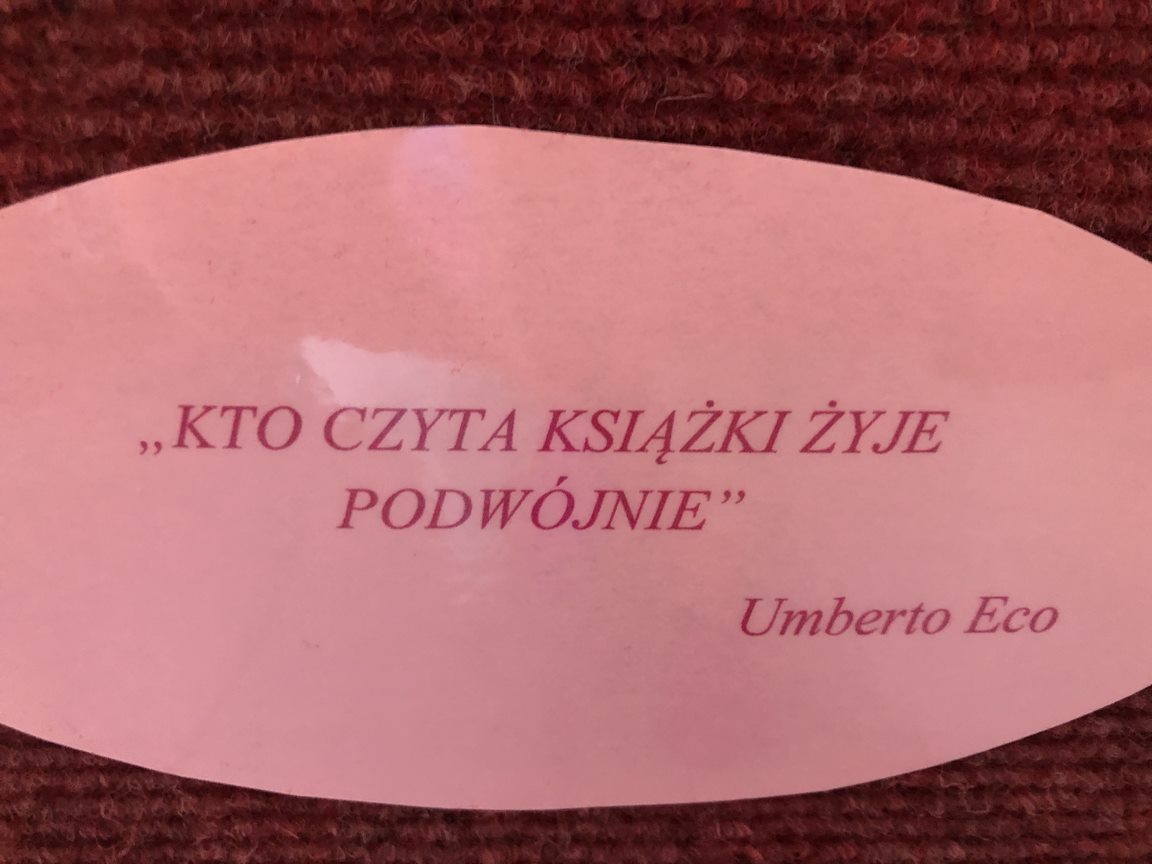 „KTO CZYTA KSIĄŻKI ŻYJE
PODWÓJNIE”
Umberto Eco